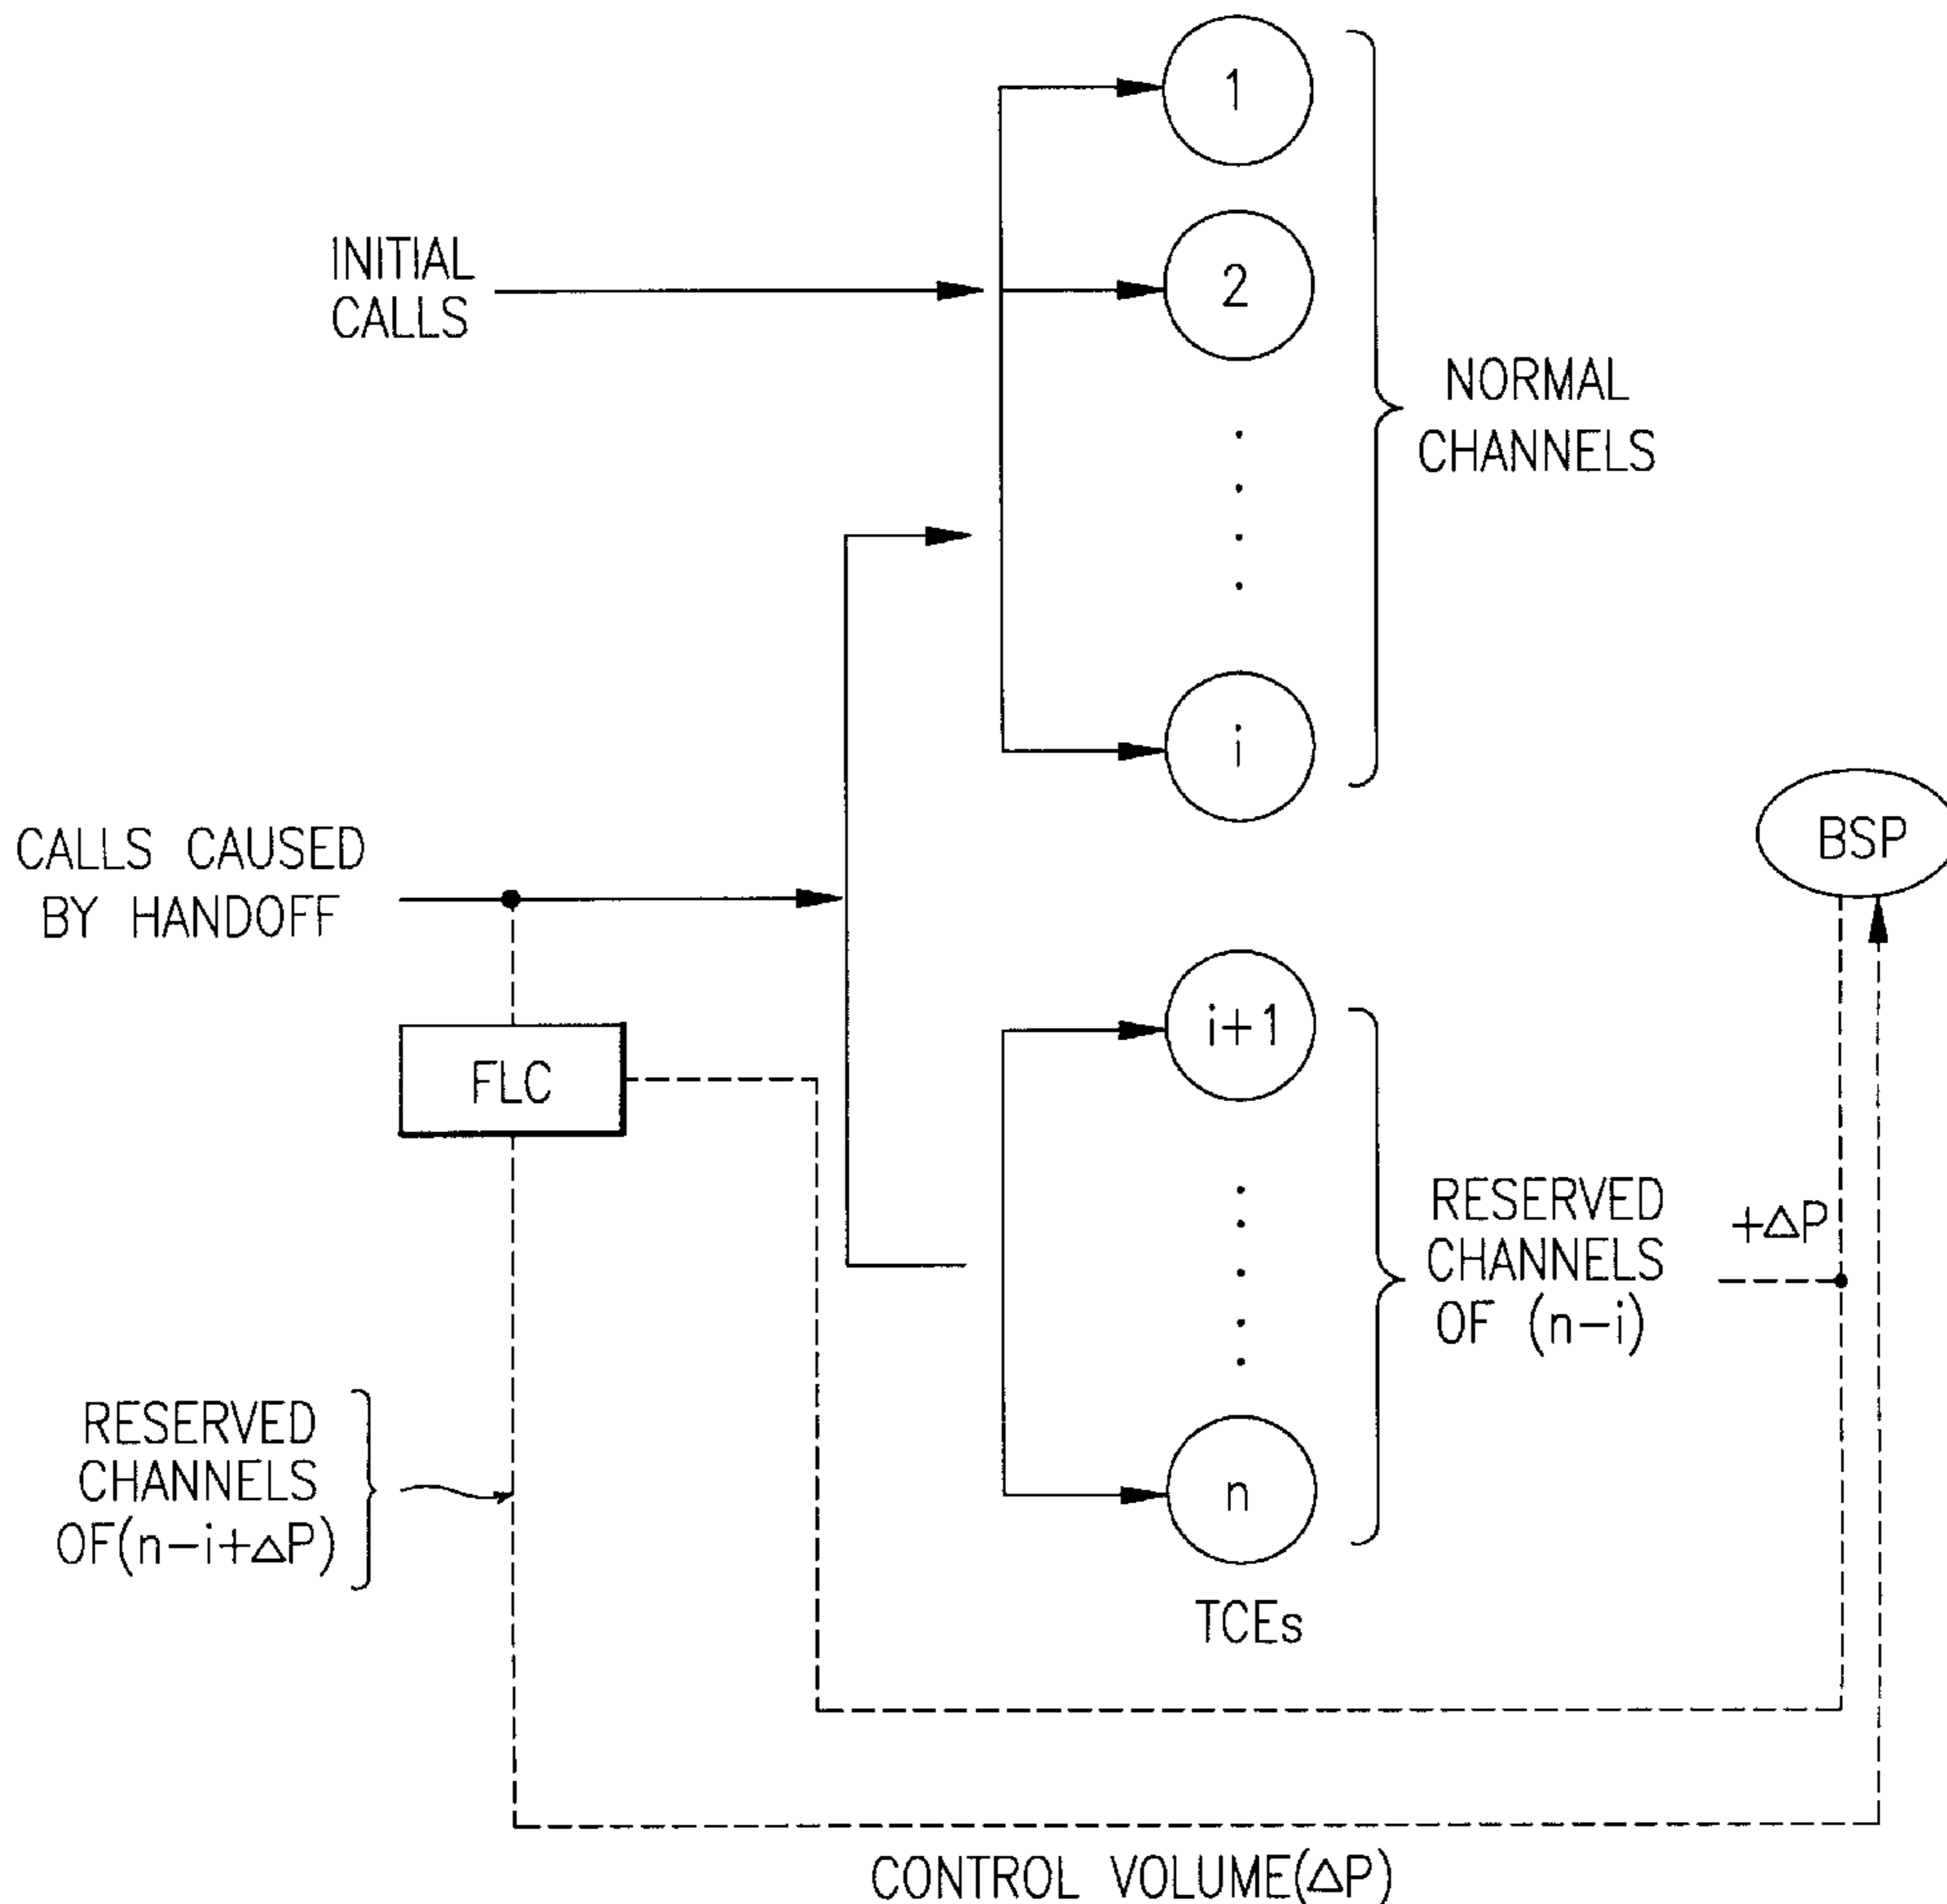 1
INITIAL
CALLS
2
NORMAL
CHANNELS
i
CALLS CAUSED
BY HANDOFF
BSP
i+1
FLC
RESERVED
CHANNELS
OF (n-i)
+ΔP
RESERVED
CHANNELS
OF(n-i+ΔP)
n
TCEs
CONTROL VOLUME(ΔP)